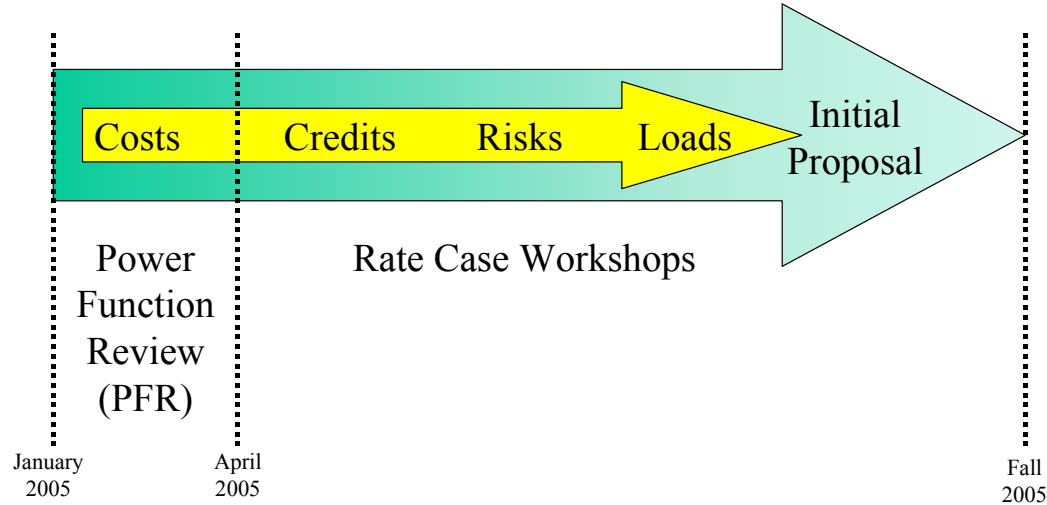 Costs Credits Risks Loads
Initial
Proposal
Power
Function
Review
(PFR)
Rate Case Workshops
January
2005
April
2005
Fall
2005